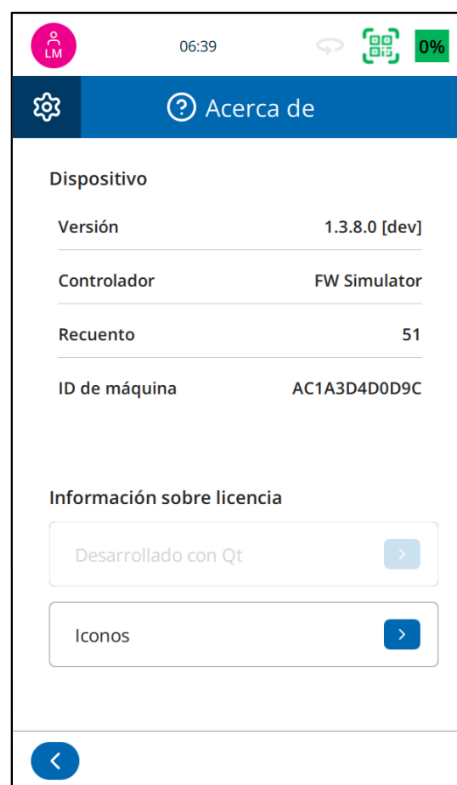 LM
06:39
0%
Acerca de
Dispositivo
Versión 1.3.8.0 [dev]
Controlador FW Simulator
Recuento 51
ID de máquina AC1A3D4D0D9C
Información sobre licencia
Desarrollado con Qt
Iconos